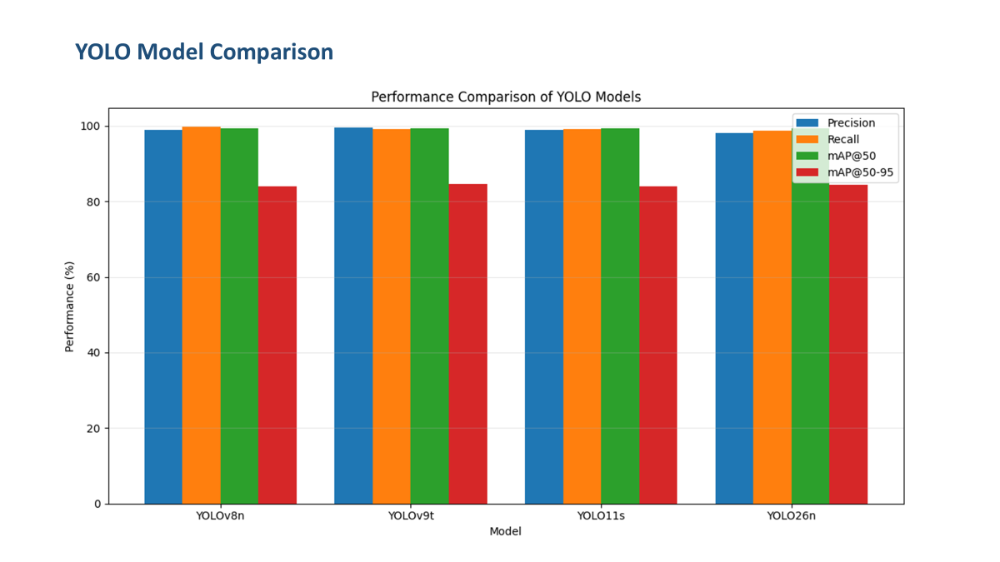 YOLO Model Comparison
Performance Comparison of YOLO Models
Performance (%)
100
80
60
40
20
0
Precision
Recall
mAP@50
mAP@50-95
YOLOv8n
YOLOv9t
YOLO11s
YOLO26n
Model